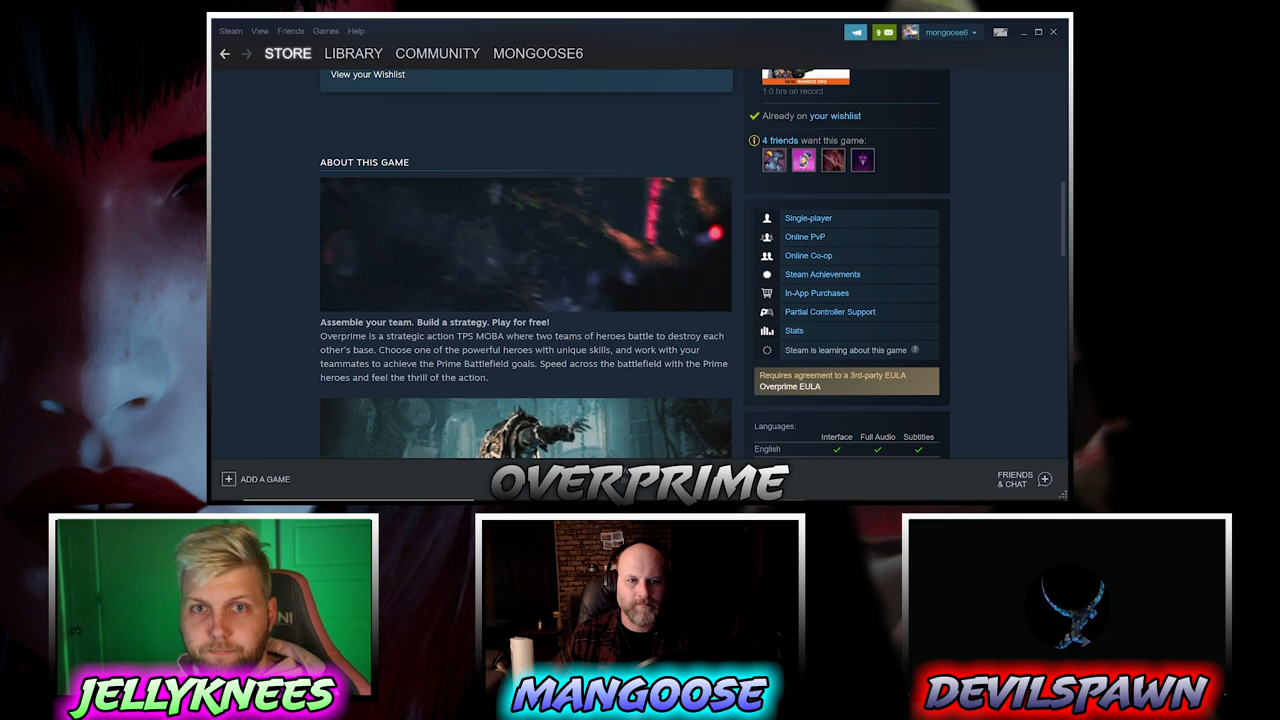 Steam View Friends Games Help
9
mongoose6
STORE LIBRARY COMMUNITY MONGOOSE6
View your Wishlist
1.0 hrs on record
Already on your wishlist
4 friends want this game:
ABOUT THIS GAME
Single-player
Online PvP
Online Co-op
Steam Achievements
In-App Purchases
Partial Controller Support
Stats
Steam is learning about this game ?
Assemble your team. Build a strategy. Play for free!
Overprime is a strategic action TPS MOBA where two teams of heroes battle to destroy each
other's base. Choose one of the powerful heroes with unique skills, and work with your
teammates to achieve the Prime Battlefield goals. Speed across the battlefield with the Prime
heroes and feel the thrill of the action.
Requires agreement to a 3rd-party EULA
Overprime EULA
Languages:
Interface Full Audio Subtitles
English
ADD A GAME
OVERPRIME
FRIENDS
& CHAT
JELLYKNEES
MANGOOSE
DEVILSPAWN